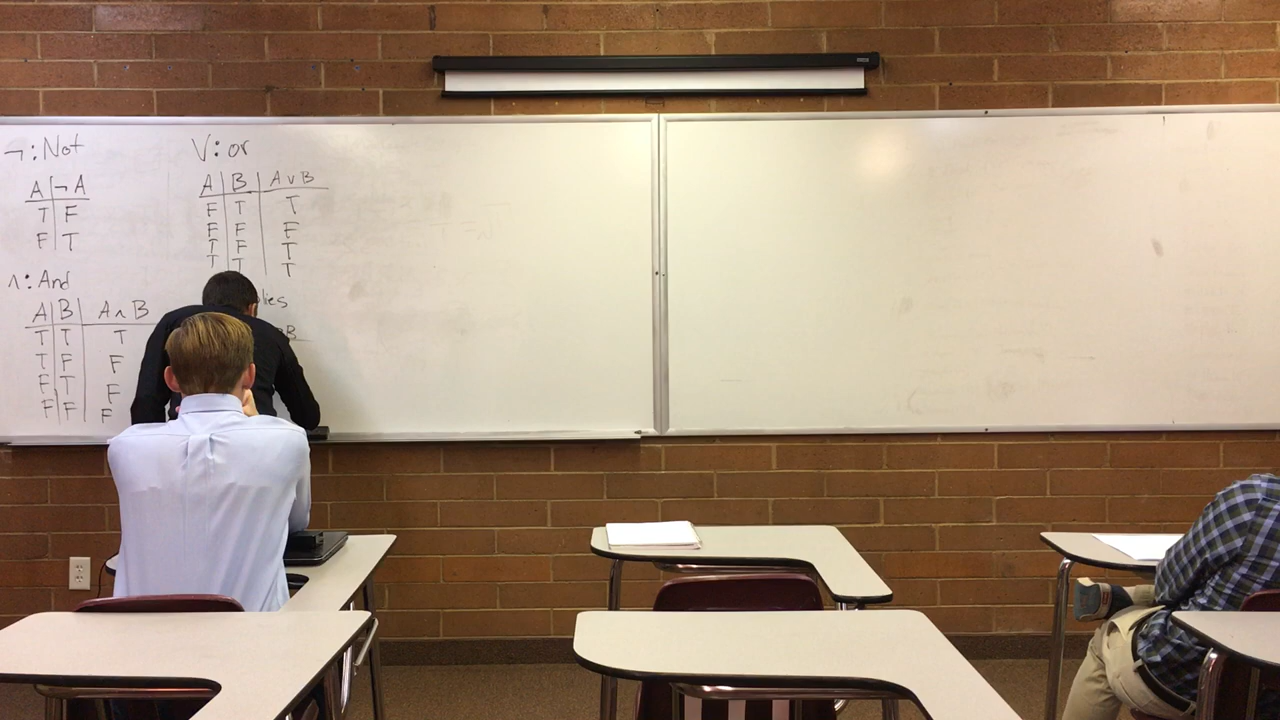 ¬:Not
A ¬A
T F
F T
∧:And
A B A∧B
T T T
T F F
F T F
F F F
V:or
A B A∨B
F T T
F F F
T F T
T T T